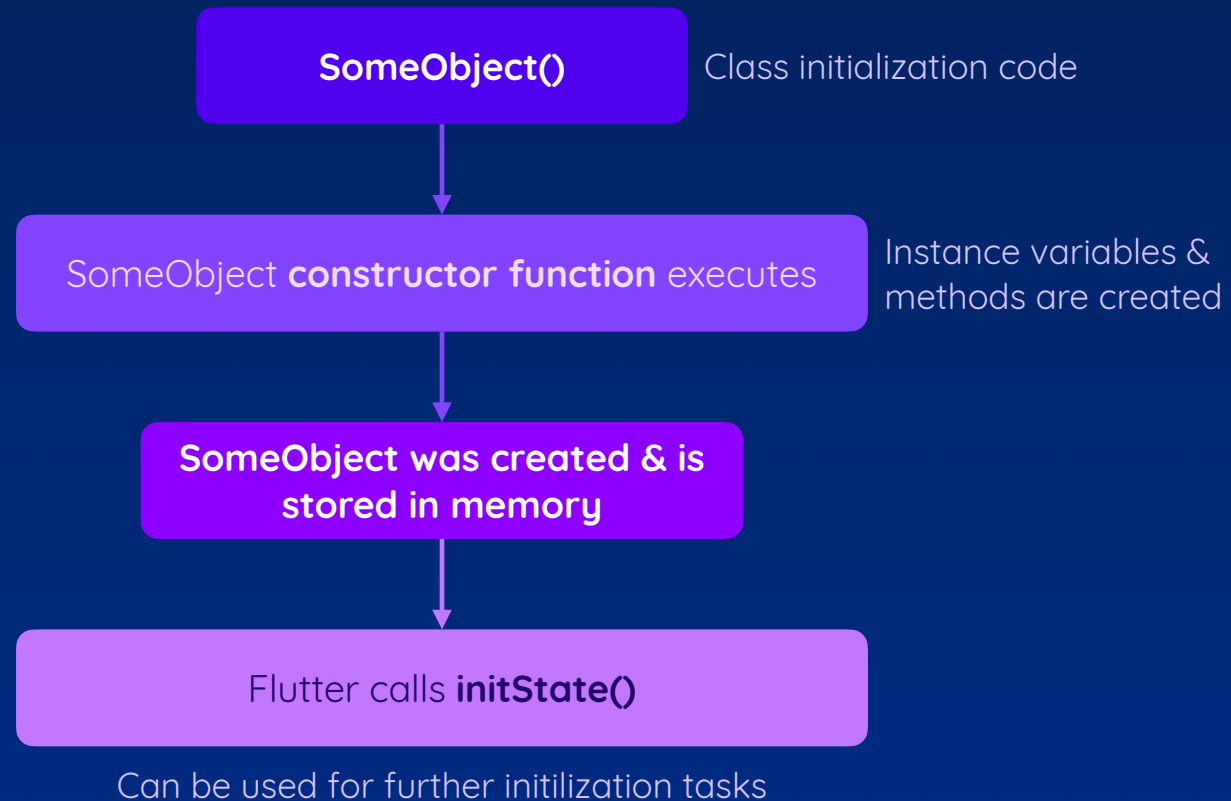 SomeObject()
Class initialization code
SomeObject constructor function executes
Instance variables &
methods are created
SomeObject was created & is
stored in memory
Flutter calls initState()
Can be used for further initilization tasks